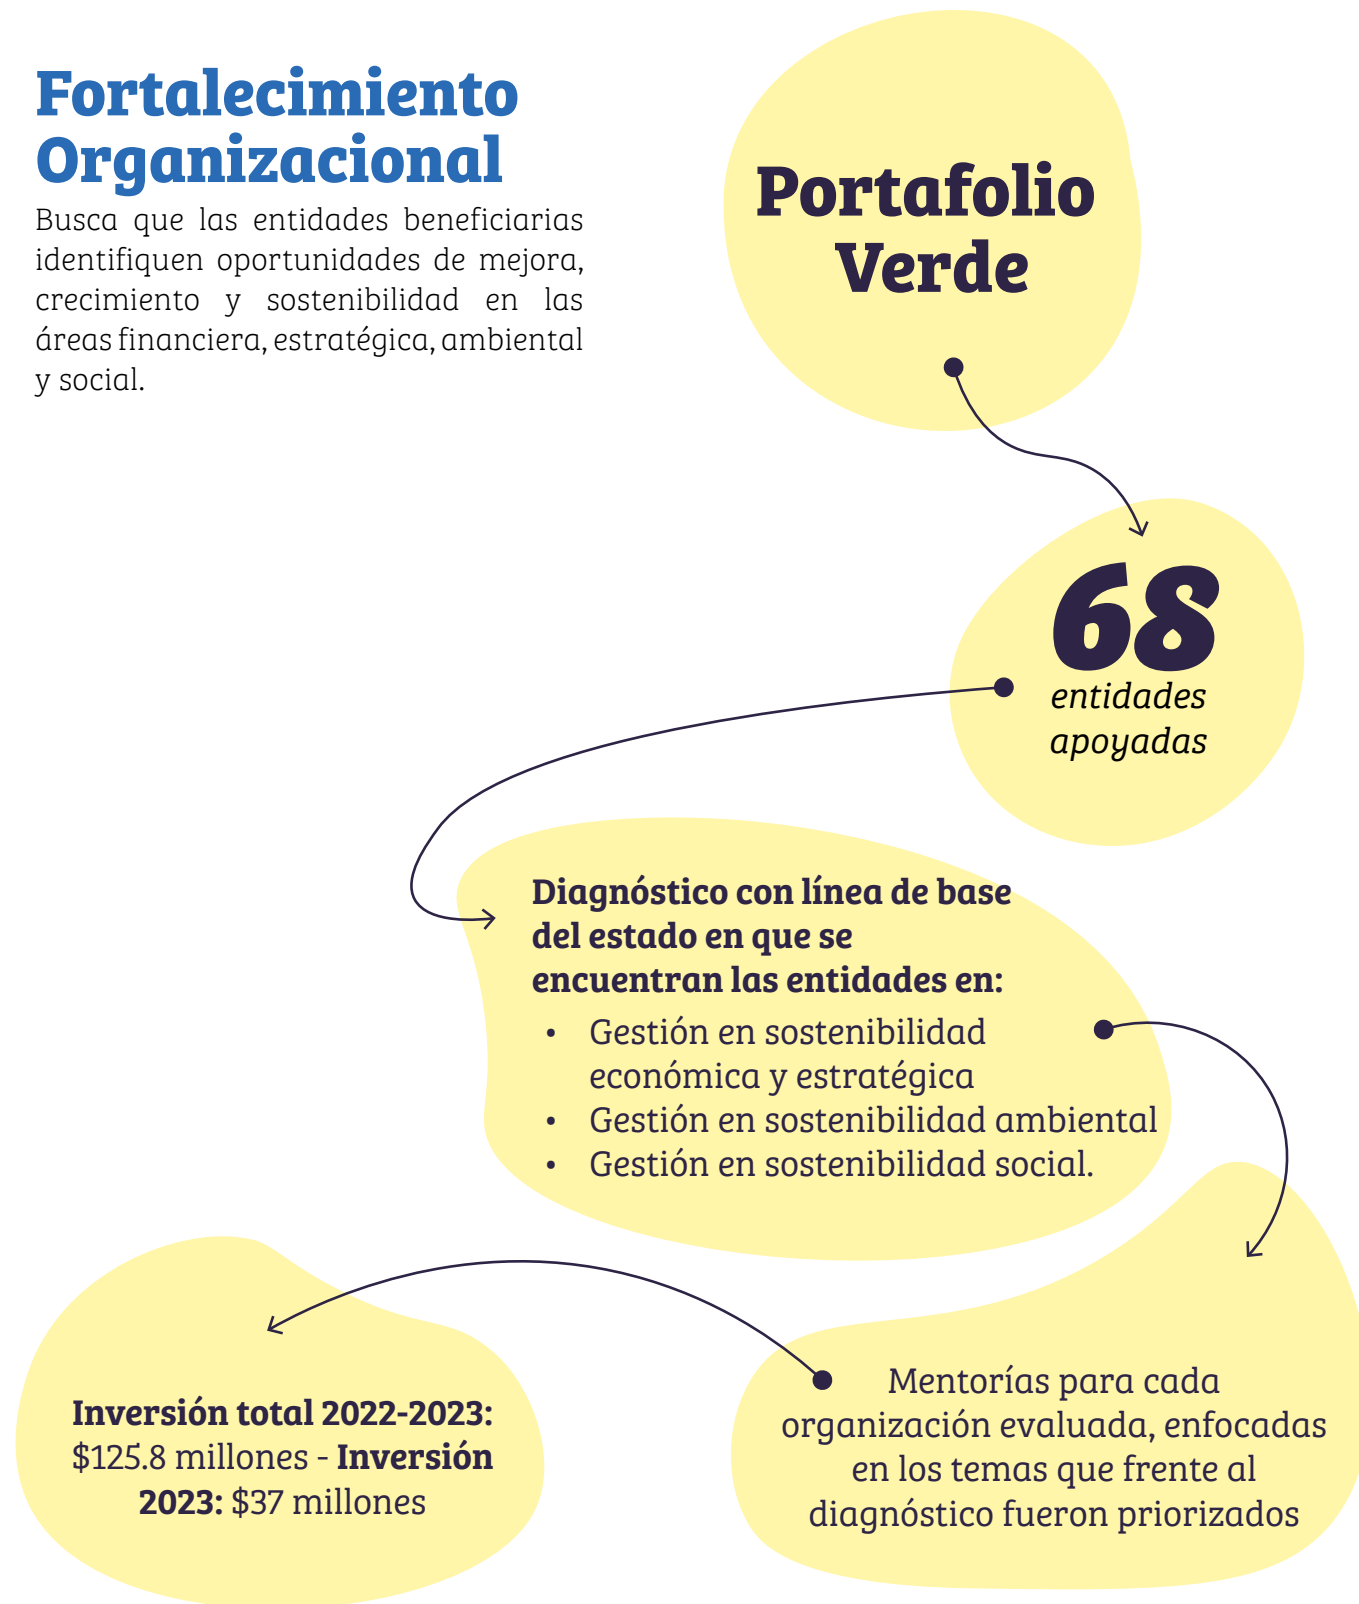 Fortalecimiento
Organizacional
Busca que las entidades beneficiarias
identifiquen oportunidades de mejora,
crecimiento y sostenibilidad en las
áreas financiera, estratégica, ambiental
y social.
Portafolio
Verde
68
entidades
apoyadas
Diagnóstico con línea de base
del estado en que se
encuentran las entidades en:
• Gestión en sostenibilidad
económica y estratégica
• Gestión en sostenibilidad ambiental
• Gestión en sostenibilidad social.
Mentorías para cada
organización evaluada, enfocadas
en los temas que frente al
diagnóstico fueron priorizados
Inversión total 2022-2023:
$125.8 millones - Inversión
2023: $37 millones